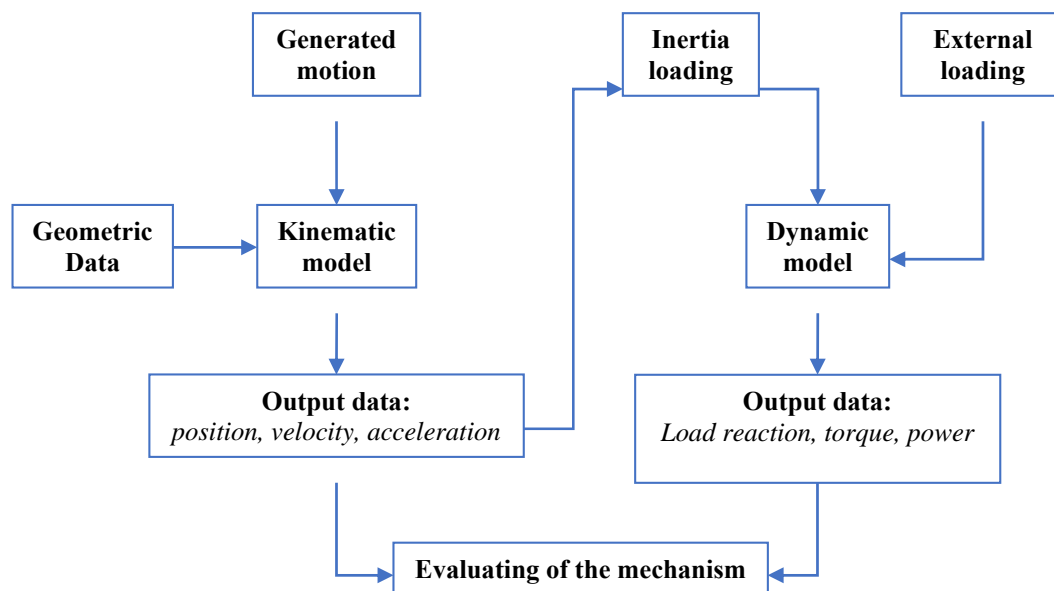 Generated
motion
Inertia
loading
External
loading
Geometric
Data
Kinematic
model
Dynamic
model
Output data:
position, velocity, acceleration
Output data:
Load reaction, torque, power
Evaluating of the mechanism